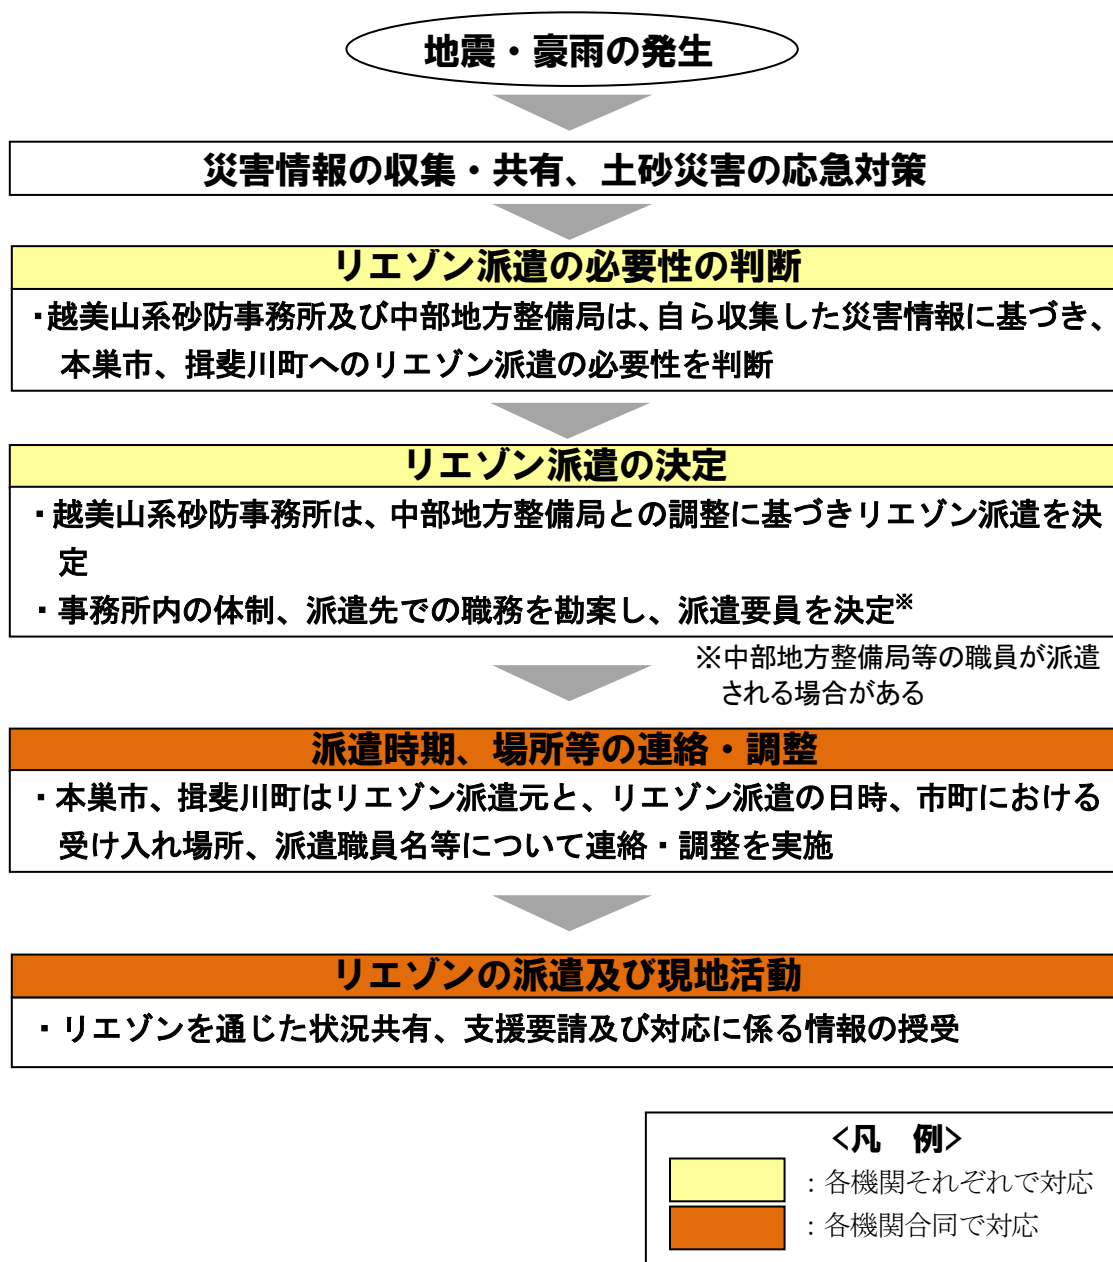 地震・豪雨の発生
災害情報の収集・共有、土砂災害の応急対策
リエゾン派遣の必要性の判断
・越美山系砂防事務所及び中部地方整備局は、自ら収集した災害情報に基づき、
本巣市、揖斐川町へのリエゾン派遣の必要性を判断
リエゾン派遣の決定
・越美山系砂防事務所は、中部地方整備局との調整に基づきリエゾン派遣を決
定
・事務所内の体制、派遣先での職務を勘案し、派遣要員を決定※
※中部地方整備局等の職員が派遣
される場合がある
派遣時期、場所等の連絡・調整
・本巣市、揖斐川町はリエゾン派遣元と、リエゾン派遣の日時、市町における
受け入れ場所、派遣職員名等について連絡・調整を実施
リエゾンの派遣及び現地活動
・リエゾンを通じた状況共有、支援要請及び対応に係る情報の授受
<凡　例>
：各機関それぞれで対応
：各機関合同で対応